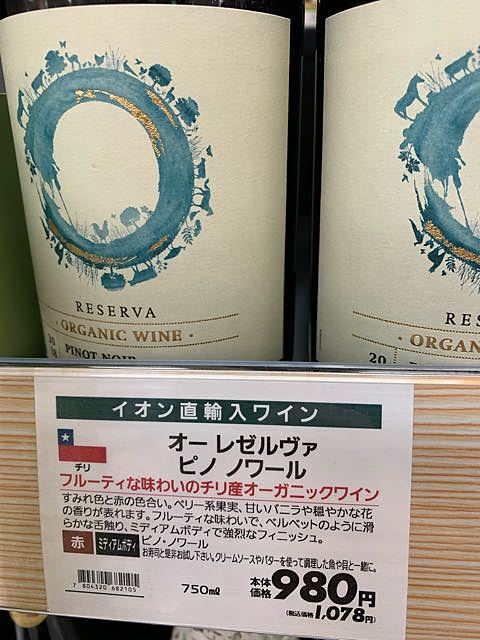 RESERVA
· ORGANIC WINE ·
20
PINOT NOIR
RES
· ORGAN
20
イオン直輸入ワイン
チリ
オー レゼルヴァ
ピノ ノワール
フルーティな味わいのチリ産オーガニックワイン
すみれ色と赤の色合い。ベリー系果実、甘いバニラや穏やかな花
の香りが表れます。フルーティな味わいで、ベルベットのように滑
らかな舌触り、ミディアムボディで強烈なフィニッシュ。
赤 ミディアムボディ ピノ・ノワール
お寿司と是非お試し下さい。クリームソースやバターを使って調理した魚や貝と一緒に。
7 804320 682105
750mℓ
本体価格 980円
(税込価格 1,078円)